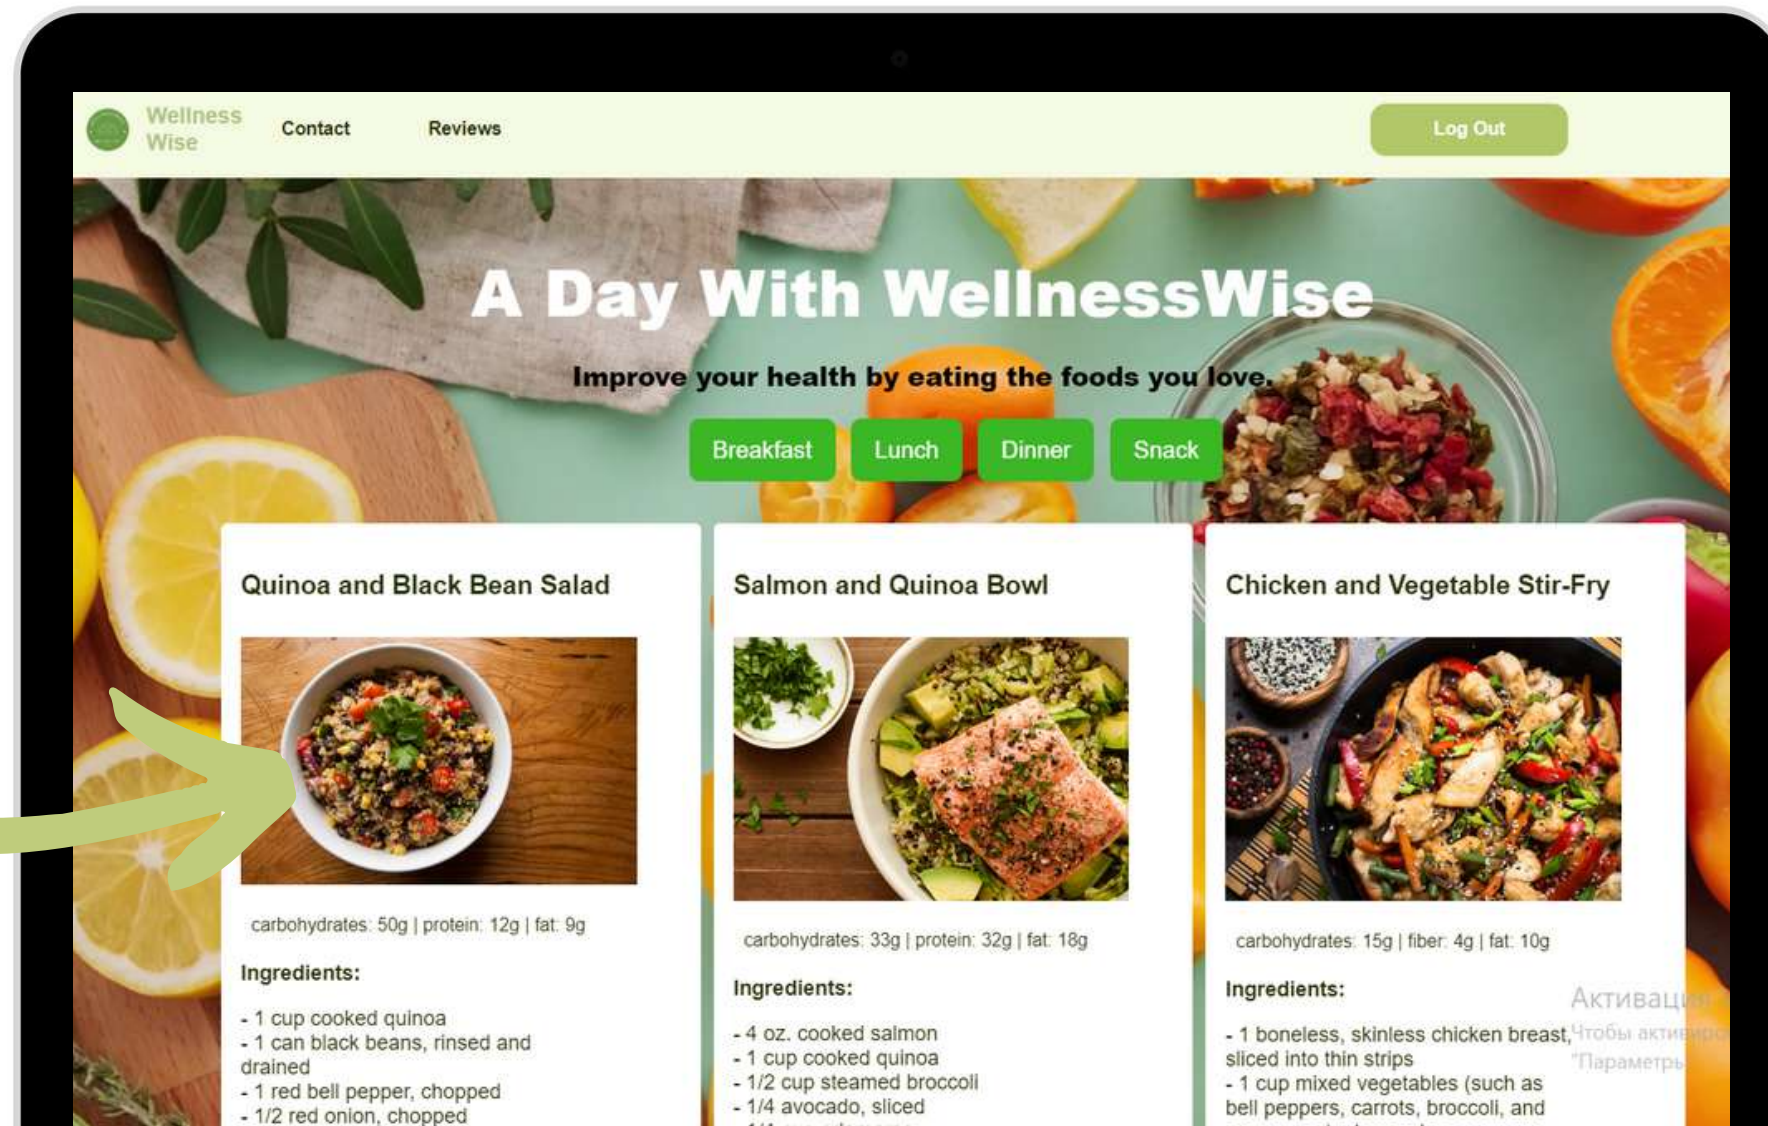 Wellness
Wise
Contact
Reviews
Log Out
A Day With WellnessWise
Improve your health by eating the foods you love.
Breakfast
Lunch
Dinner
Snack
Quinoa and Black Bean Salad
carbohydrates: 50g | protein: 12g | fat: 9g
Ingredients:
- 1 cup cooked quinoa
- 1 can black beans, rinsed and
drained
- 1 red bell pepper, chopped
- 1/2 red onion, chopped
Salmon and Quinoa Bowl
carbohydrates: 33g | protein: 32g | fat: 18g
Ingredients:
- 4 oz. cooked salmon
- 1 cup cooked quinoa
- 1/2 cup steamed broccoli
- 1/4 avocado, sliced
Chicken and Vegetable Stir-Fry
carbohydrates: 15g | fiber: 4g | fat: 10g
Ingredients:
- 1 boneless, skinless chicken breast,
sliced into thin strips
- 1 cup mixed vegetables (such as
bell peppers, carrots, broccoli, and
Чтобы